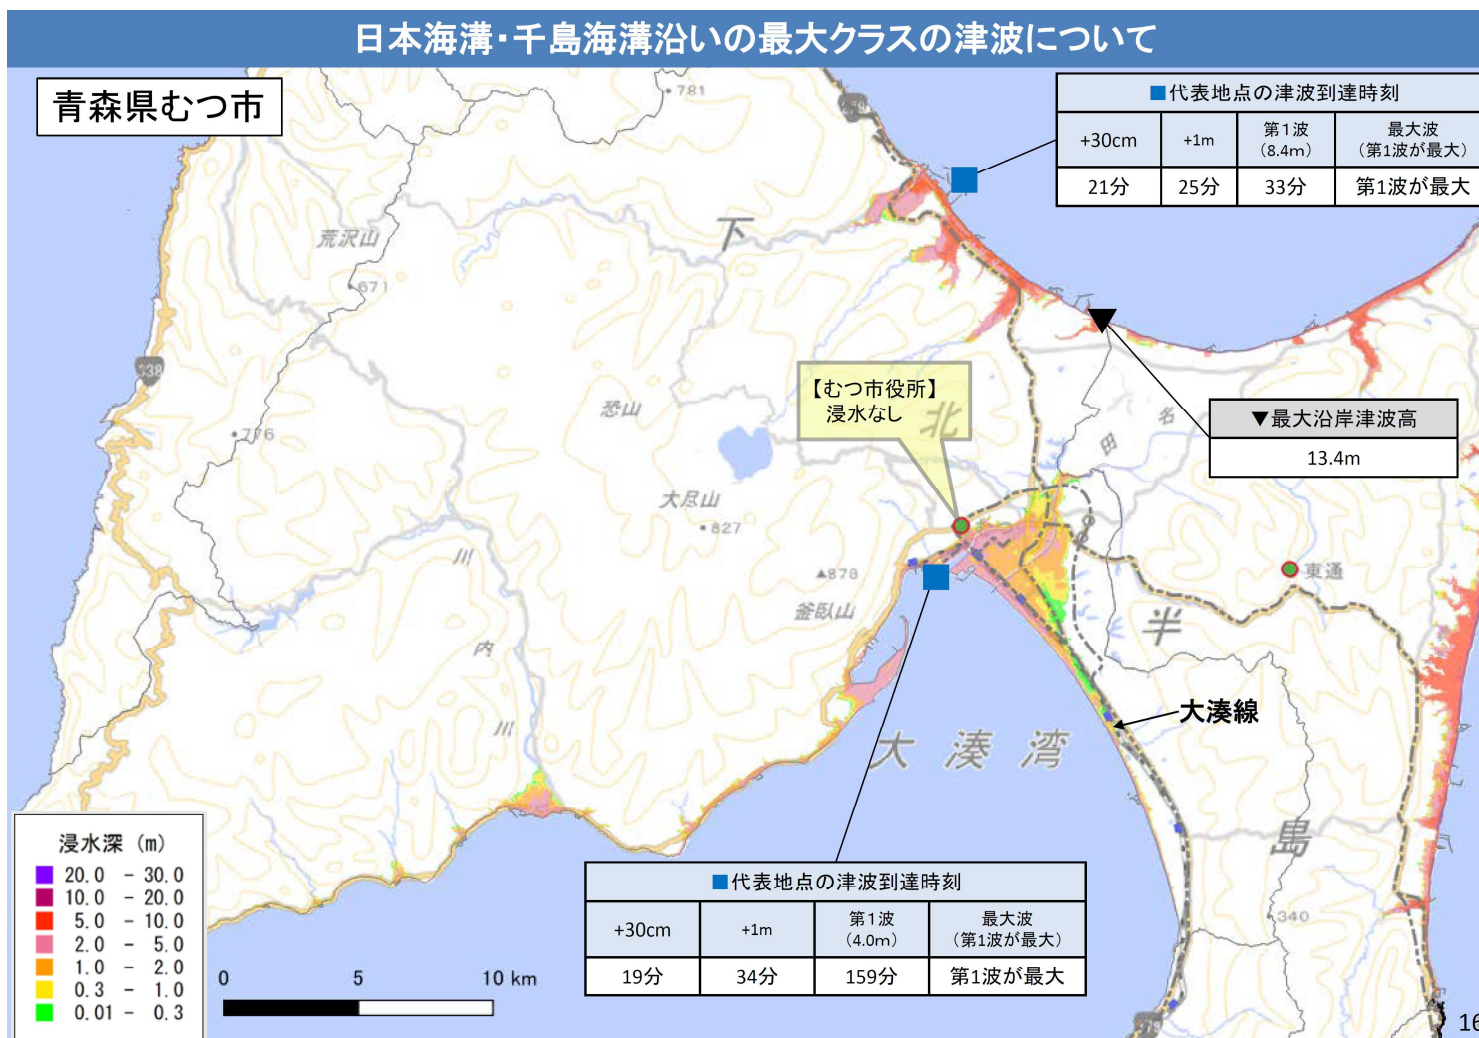 日本海溝・千島海溝沿いの最大クラスの津波について
青森県むつ市
■代表地点の津波到達時刻
+30cm
+1m
第1波
(8.4m)
最大波
(第1波が最大)
21分
25分
33分
第1波が最大
781
下
荒沢山
671
338
【むつ市役所】
浸水なし
北
名
田
恐山
776
▼最大沿岸津波高
13.4m
大尽山
827
▲878
釜臥山
東通
川
内
川
半
大湊線
大湊湾
島
340
浸水深 (m)
20.0 - 30.0
10.0 - 20.0
5.0 - 10.0
2.0 - 5.0
1.0 - 2.0
0.3 - 1.0
0.01 - 0.3
0 5 10 km
■代表地点の津波到達時刻
+30cm
+1m
第1波
(4.0m)
最大波
(第1波が最大)
19分
34分
159分
第1波が最大
16